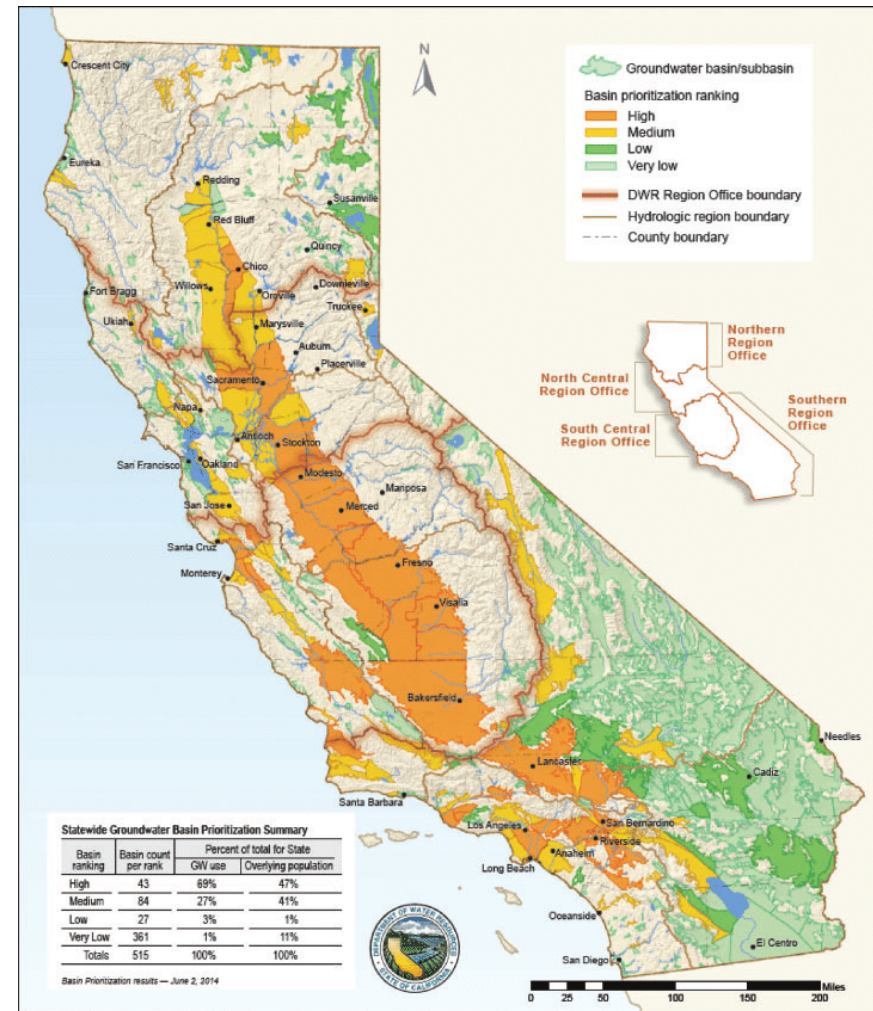 N
Groundwater basin/subbasin
Basin prioritization ranking
High
Medium
Low
Very low
DWR Region Office boundary
Hydrologic region boundary
County boundary
Crescent City
Eureka
Redding
Red Bluff
Susanville
Quincy
Chico
Willows
Oroville
Downieville
Truckee
Fort Bragg
Ukiah
Marysville
Auburn
Placerville
Sacramento
Napa
Antioch
Stockton
San Francisco
Oakland
Modesto
Mariposa
San Jose
Merced
Santa Cruz
Monterey
Fresno
Visalia
Bakersfield
Northern
Region
Office
North Central
Region Office
South Central
Region Office
Southern
Region
Office
Needles
Cadiz
Lancaster
Santa Barbara
Los Angeles
San Bernardino
Riverside
Anaheim
Long Beach
Oceanside
El Centro
San Diego
Statewide Groundwater Basin Prioritization Summary
Basin ranking Basin count per rank Percent of total for State
GW use Overlying population
High 43 69% 47%
Medium 84 27% 41%
Low 27 3% 1%
Very Low 361 1% 11%
Totals 515 100% 100%
Basin Prioritization results — June 2, 2014
DEPARTMENT OF WATER RESOURCES
STATE OF CALIFORNIA
Miles
0 25 50 100 150 200